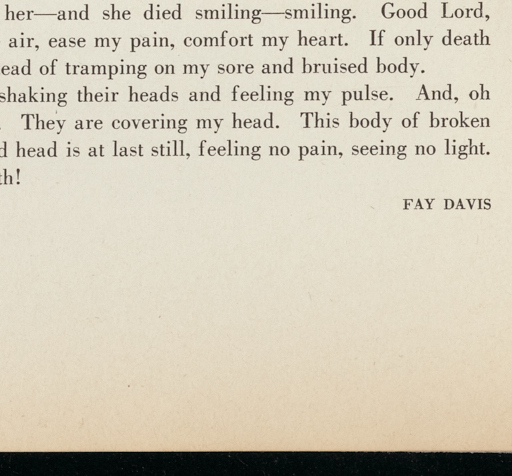 her—and she died smiling—smiling. Good Lord,
air, ease my pain, comfort my heart. If only death
ead of tramping on my sore and bruised body.
shaking their heads and feeling my pulse. And, oh
. They are covering my head. This body of broken
d head is at last still, feeling no pain, seeing no light.
th!
FAY DAVIS